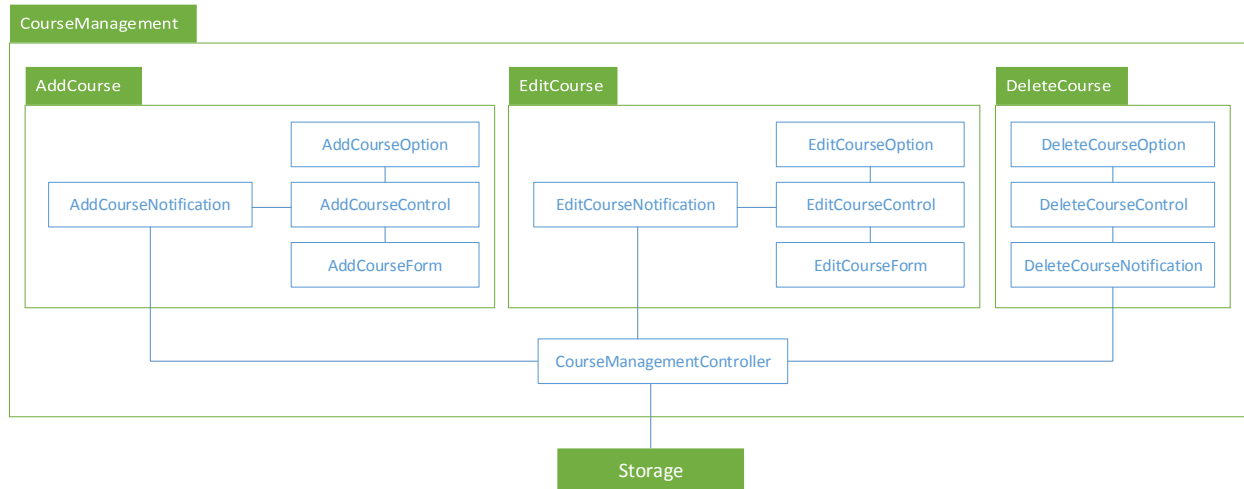 CourseManagement
AddCourse
EditCourse
DeleteCourse
AddCourseOption
EditCourseOption
DeleteCourseOption
AddCourseNotification
AddCourseControl
EditCourseNotification
EditCourseControl
DeleteCourseControl
AddCourseForm
EditCourseForm
DeleteCourseNotification
CourseManagementController
Storage